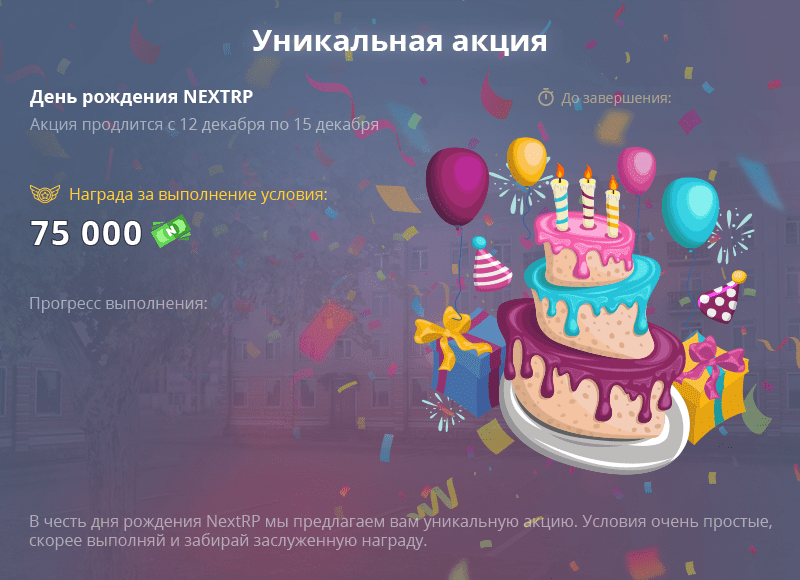 Уникальная акция
День рождения NEXTRP
До завершения:
Акция продлится с 12 декабря по 15 декабря
Награда за выполнение условия:
75 000
N
Прогресс выполнения:
В честь дня рождения NextRP мы предлагаем вам уникальную акцию. Условия очень простые,
скорее выполняй и забирай заслуженную награду.